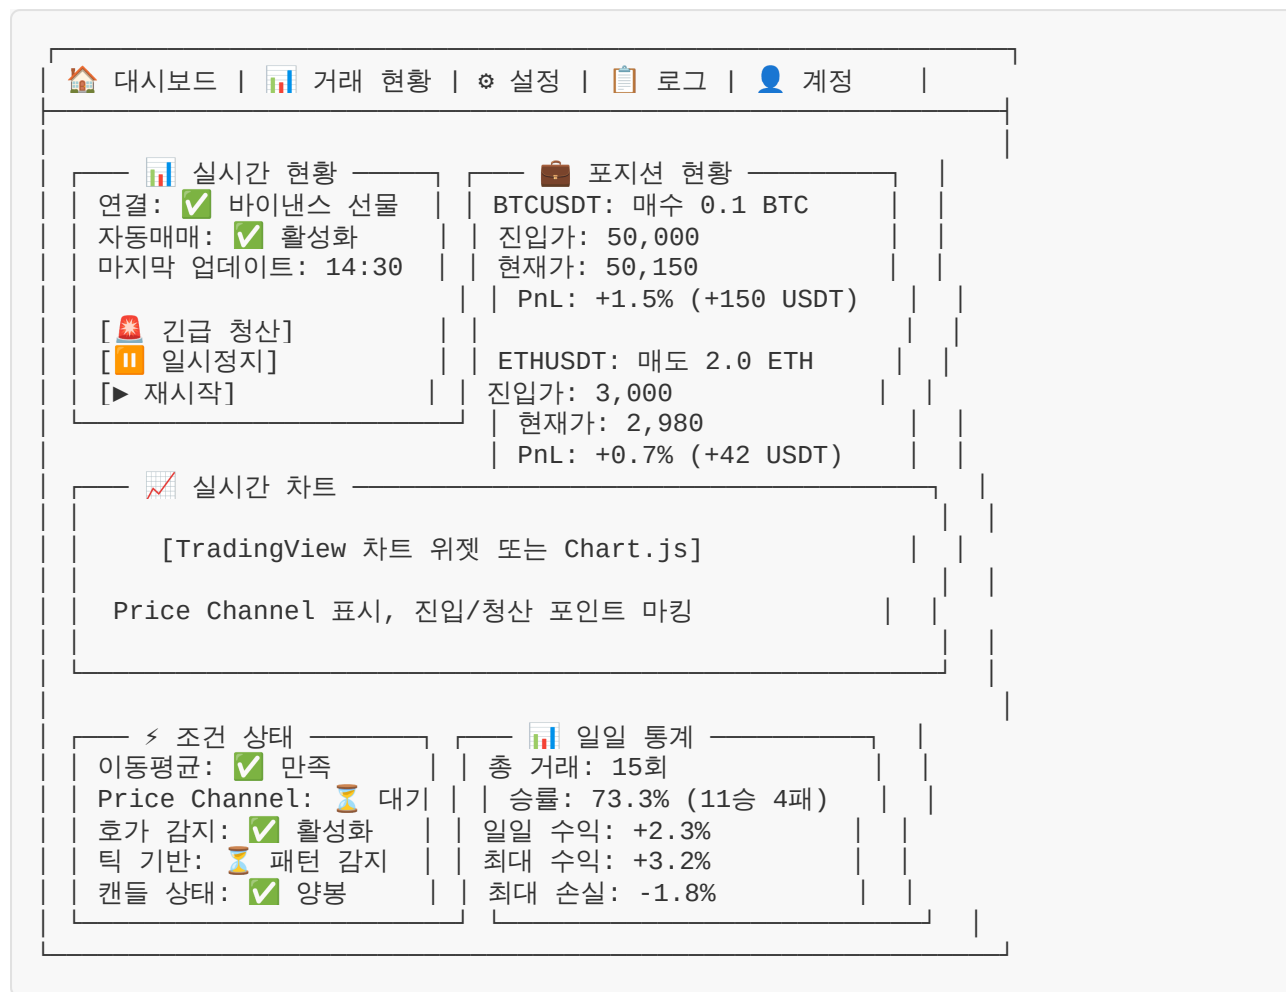 🏠 대시보드 | 📊 거래 현황 | ⚙ 설정 | 📋 로그 | 👤 계정
📊 실시간 현황 💼 포지션 현황
연결: ✅ 바이낸스 선물 BTCUSDT: 매수 0.1 BTC
자동매매: ✅ 활성화 진입가: 50,000
마지막 업데이트: 14:30 현재가: 50,150
PnL: +1.5% (+150 USDT)
[🚨 긴급 청산]
[⏸️ 일시정지] ETHUSDT: 매도 2.0 ETH
[▶ 재시작] 진입가: 3,000
현재가: 2,980
PnL: +0.7% (+42 USDT)
📈 실시간 차트
[TradingView 차트 위젯 또는 Chart.js]
Price Channel 표시, 진입/청산 포인트 마킹
⚡ 조건 상태 📊 일일 통계
이동평균: ✅ 만족 총 거래: 15회
Price Channel: ⏳ 대기 승률: 73.3% (11승 4패)
호가 감지: ✅ 활성화 일일 수익: +2.3%
틱 기반: ⏳ 패턴 감지 최대 수익: +3.2%
캔들 상태: ✅ 양봉 최대 손실: -1.8%